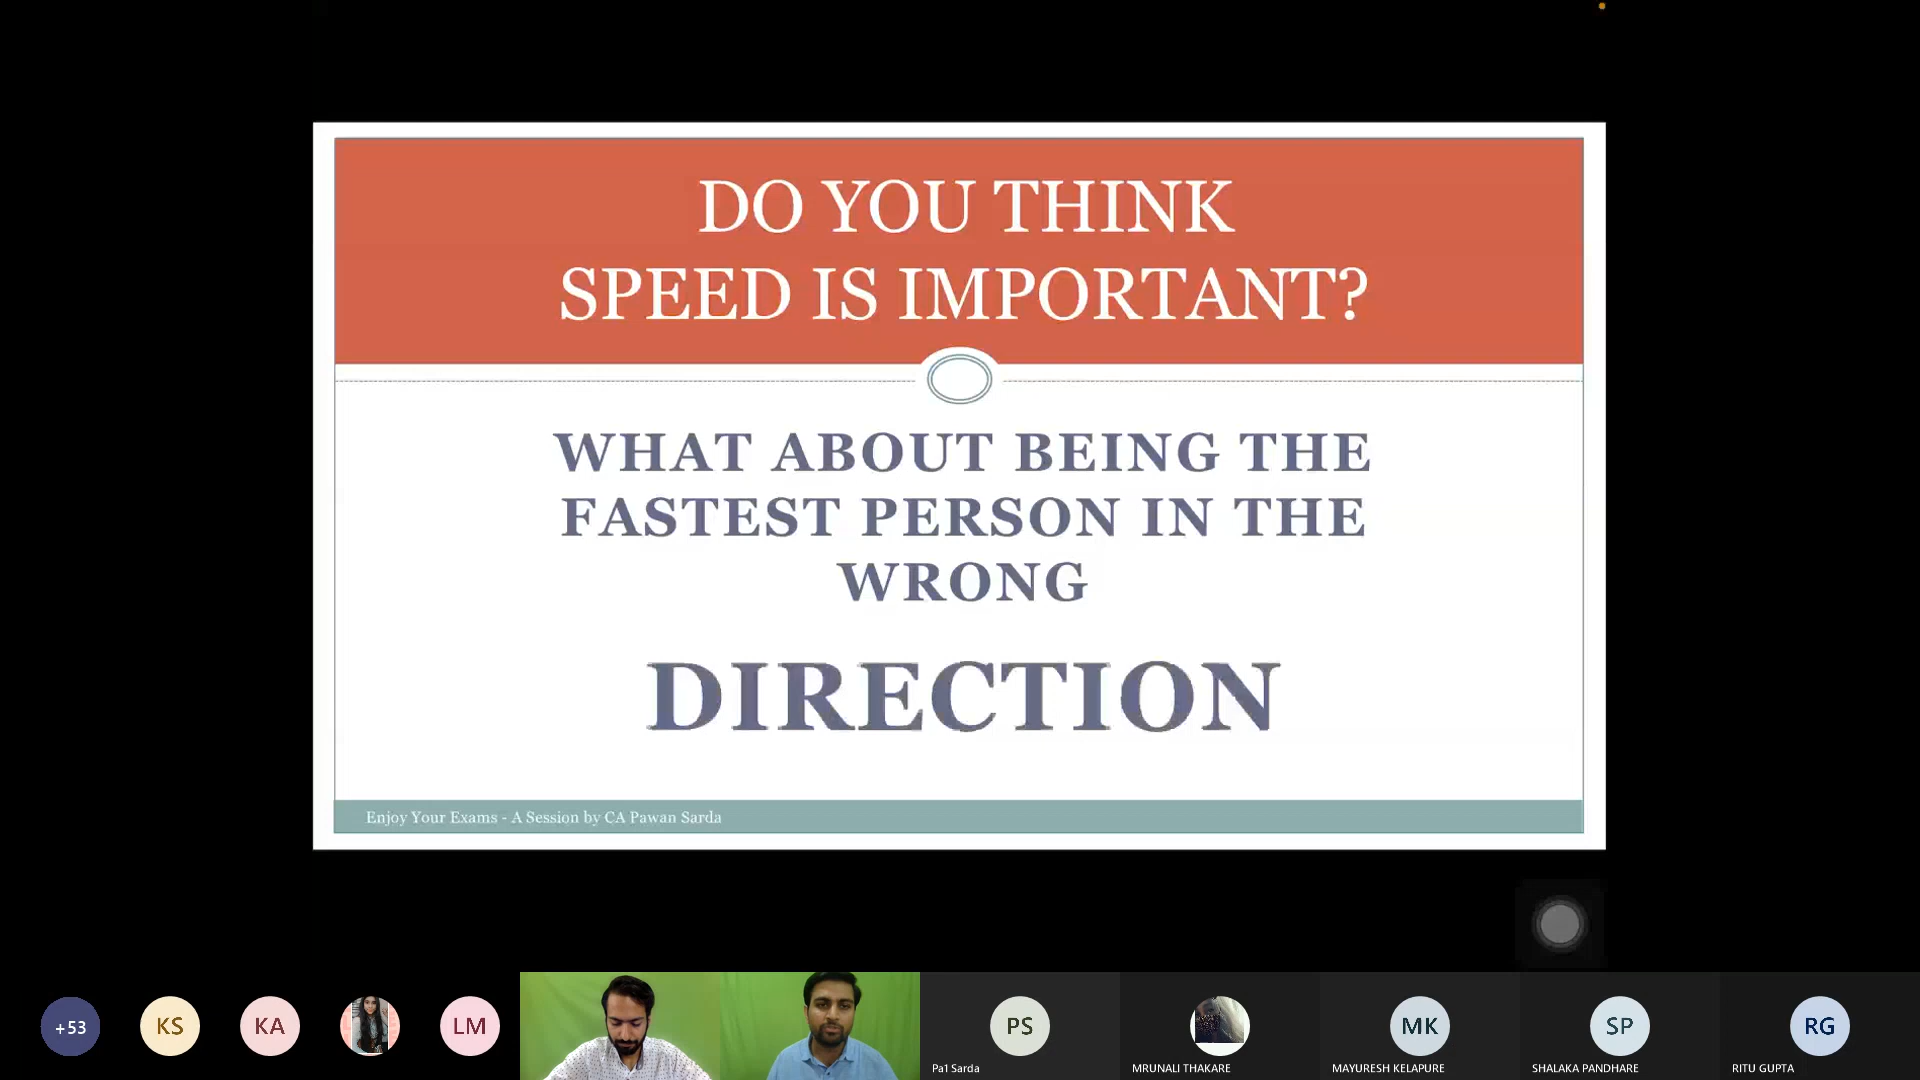 DO YOU THINK
SPEED IS IMPORTANT?
WHAT ABOUT BEING THE
FASTEST PERSON IN THE
WRONG
DIRECTION
Enjoy Your Exams - A Session by CA Pawan Sarda
+53
KS
KA
LM
PS
MK
SP
RG
Pa1 Sarda
MRUNALI THAKARE
MAYURESH KELAPURE
SHALAKA PANDHARE
RITU GUPTA